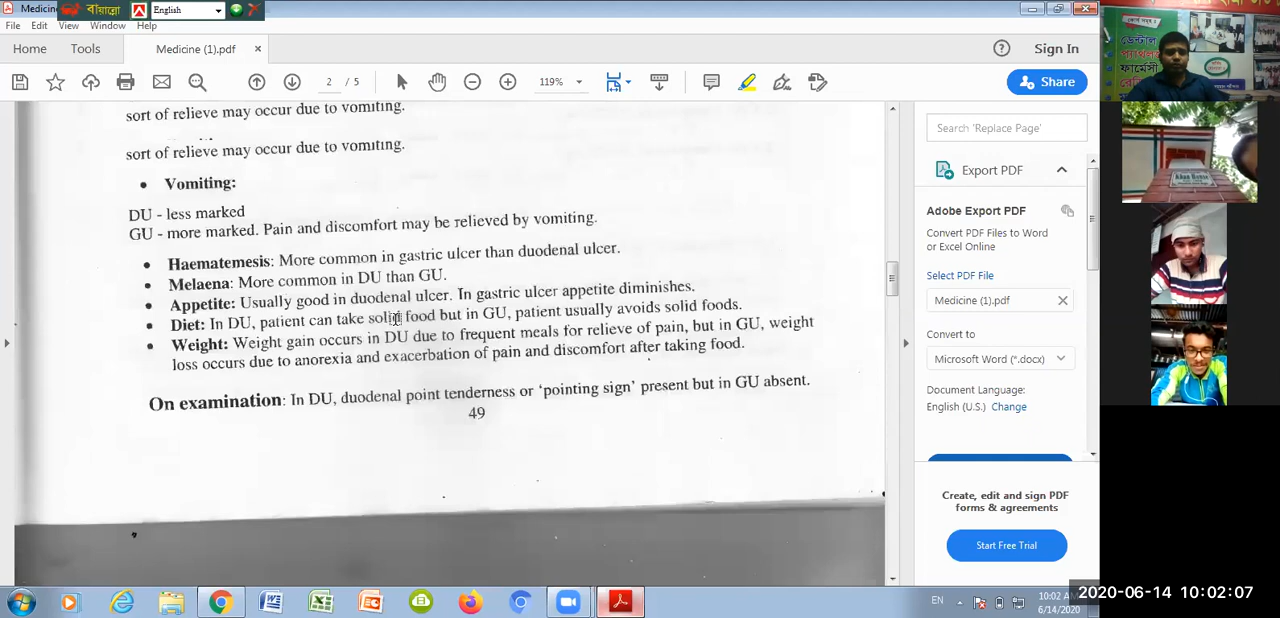 Medicin
বায়ান্নো
English
File Edit View Window Help
Home Tools Medicine (1).pdf Sign In
2 / 5 119% Share
sort of relieve may occur due to vomiting.
sort of relieve may occur due to vomiting.
• Vomiting:
DU - less marked
GU - more marked. Pain and discomfort may be relieved by vomiting.
• Haematemesis: More common in gastric ulcer than duodenal ulcer.
• Melaena: More common in DU than GU.
• Appetite: Usually good in duodenal ulcer. In gastric ulcer appetite diminishes.
• Diet: In DU, patient can take solid food but in GU, patient usually avoids solid foods.
• Weight: Weight gain occurs in DU due to frequent meals for relieve of pain, but in GU, weight
loss occurs due to anorexia and exacerbation of pain and discomfort after taking food.
On examination: In DU, duodenal point tenderness or ‘pointing sign’ present but in GU absent.
49
Search 'Replace Page'
Export PDF
Adobe Export PDF
Convert PDF Files to Word
or Excel Online
Select PDF File
Medicine (1).pdf
Convert to
Microsoft Word (*.docx)
Document Language:
English (U.S.) Change
Create, edit and sign PDF
forms & agreements
Start Free Trial
ডেন্টাল
ফার্মেসী
EN
10:02 AM
6/14/2020
2020-06-14 10:02:07